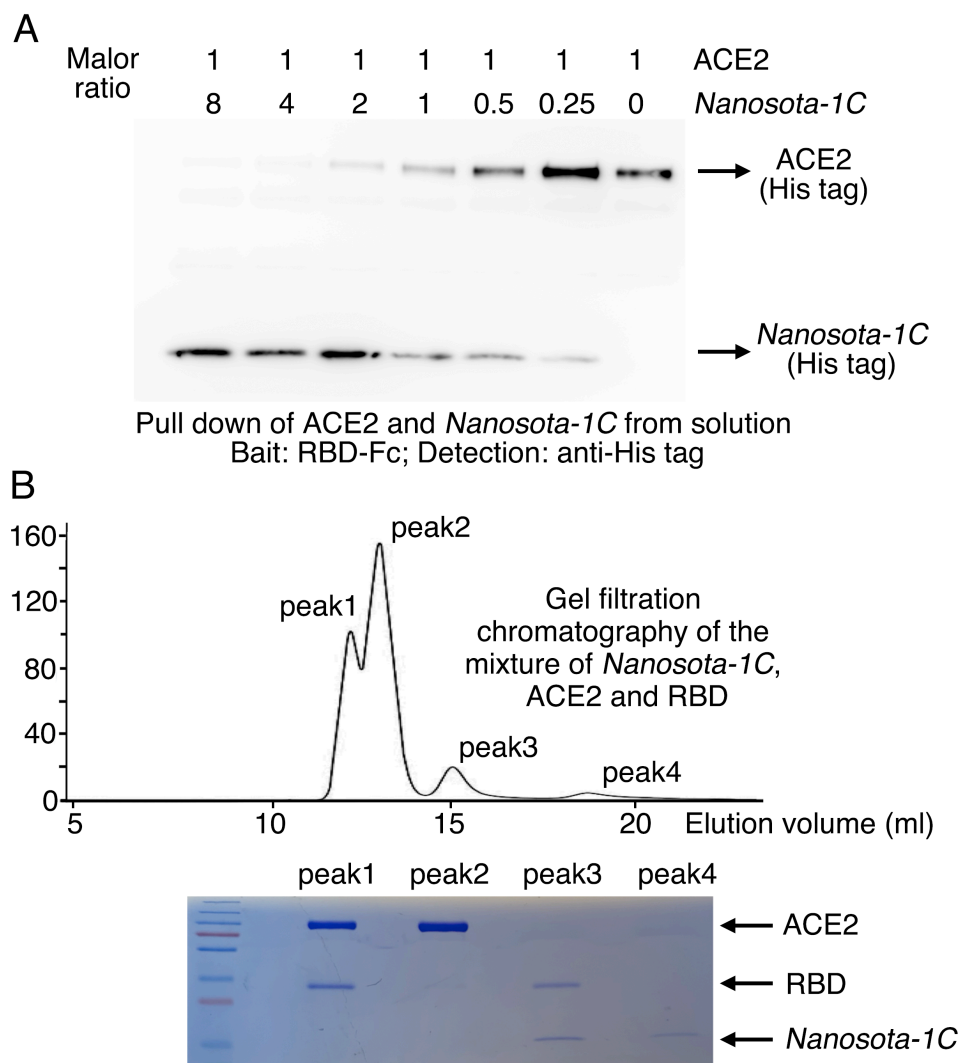 A
Malor ratio 1 1 1 1 1 1 1 ACE2
8 4 2 1 0.5 0.25 0 Nanosota-1C
ACE2
(His tag)
Nanosota-1C
(His tag)
Pull down of ACE2 and Nanosota-1C from solution
Bait: RBD-Fc; Detection: anti-His tag
B
160
120
80
40
0
peak1
peak2
peak3
peak4
Gel filtration
chromatography of the
mixture of Nanosota-1C,
ACE2 and RBD
5 10 15 20 Elution volume (ml)
peak1 peak2 peak3 peak4
ACE2
RBD
Nanosota-1C